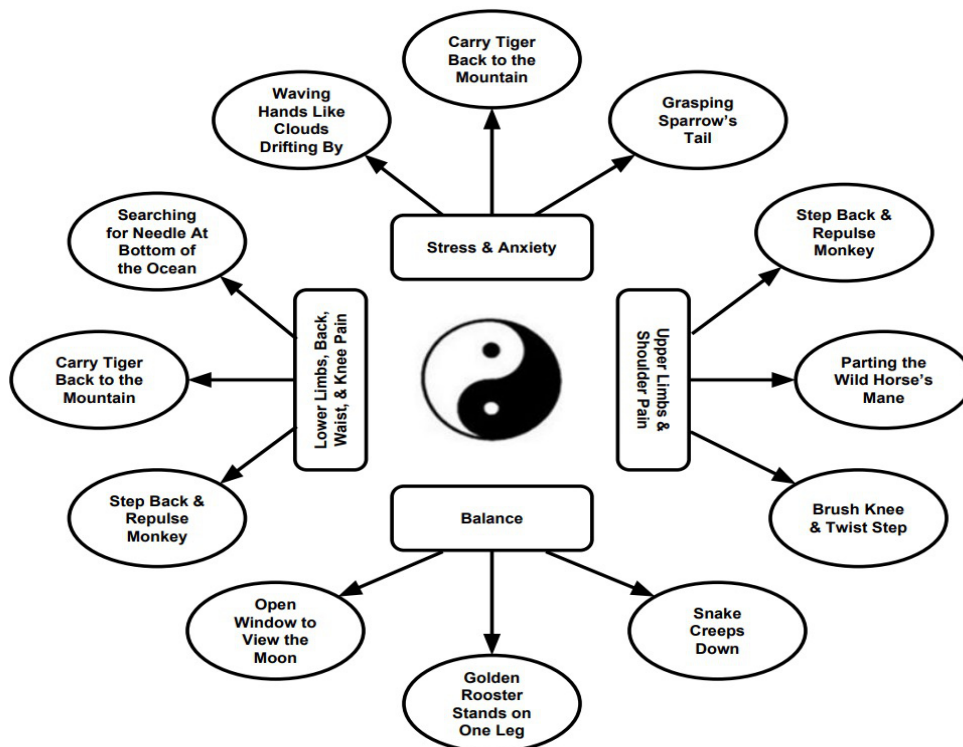 Carry Tiger
Back to the
Mountain
Waving
Hands Like
Clouds
Drifting By
Grasping
Sparrow's
Tail
Stress & Anxiety
Searching
for Needle At
Bottom of
the Ocean
Carry Tiger
Back to the
Mountain
Step Back &
Repulse
Monkey
Lower Limbs, Back,
Waist, & Knee Pain
Upper Limbs &
Shoulder Pain
Step Back &
Repulse
Monkey
Parting the
Wild Horse's
Mane
Brush Knee
& Twist Step
Balance
Open
Window to
View the
Moon
Golden
Rooster
Stands on
One Leg
Snake
Creeps
Down